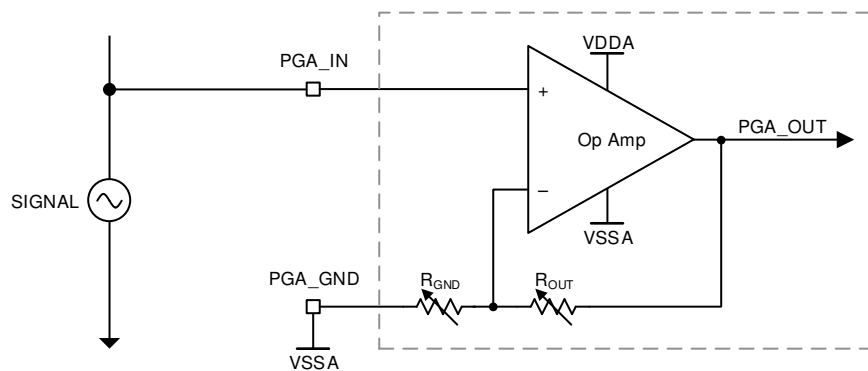 VDDA
PGA_IN
+
Op Amp
PGA_OUT
−
SIGNAL
VSSA
PGA_GND
RGND
ROUT
VSSA